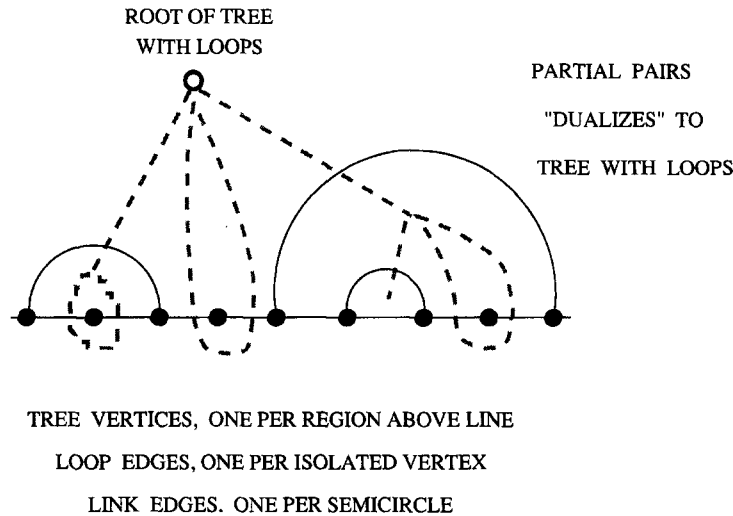 ROOT OF TREE
WITH LOOPS
PARTIAL PAIRS
"DUALIZES" TO
TREE WITH LOOPS
TREE VERTICES, ONE PER REGION ABOVE LINE
LOOP EDGES, ONE PER ISOLATED VERTEX
LINK EDGES. ONE PER SEMICIRCLE